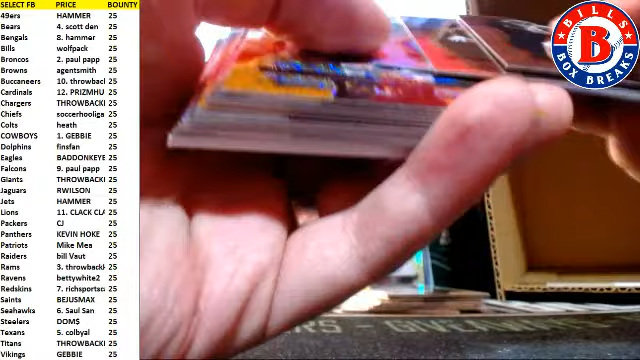 SELECT FB PRICE BOUNTY
49ers HAMMER 25
Bears 4. scott den 25
Bengals 8. hammer 25
Bills wolfpack 25
Broncos 2. paul papp 25
Browns agentsmith 25
Buccaneers 10. throwbacl 25
Cardinals 12. PRIZMHU 25
Chargers THROWBACKI 25
Chiefs soccerhooliga 25
Colts heath 25
COWBOYS 1. GEBBIE 25
Dolphins finsfan 25
Eagles BADDONKEYE 25
Falcons 9. paul papp 25
Giants THROWBACKI 25
Jaguars RWILSON 25
Jets HAMMER 25
Lions 11. CLACK CLA 25
Packers CJ 25
Panthers KEVIN HOKE 25
Patriots Mike Mea 25
Raiders bill Vaut 25
Rams 3. throwback 25
Ravens bettywhite2 25
Redskins 7. richsports 25
Saints BEJUSMAX 25
Seahawks 6. Saul San 25
Steelers DOM$ 25
Texans 5. colbyal 25
Titans THROWBACKI 25
Vikings GEBBIE 25
BILLS
B
BOX BREAKS